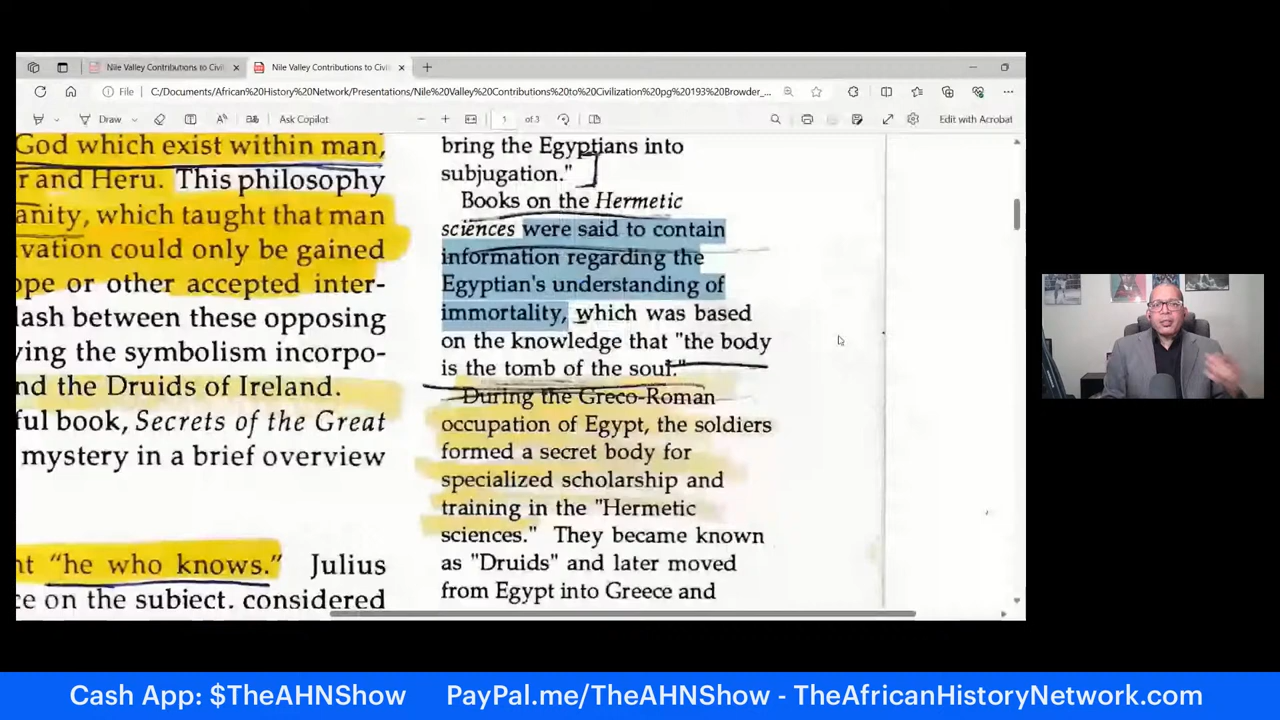 Nile Valley Contributions to Civi
Nile Valley Contributions to Civi
File
C:/Documents/African%20History%20Network/Presentations/Nile%20Valley%20Contributions%20to%20Civilization%20pg%20193%20Browder_...
Draw
Ask Copilot
1 of 3
Edit with Acrobat
God which exist within man,
r and Heru. This philosophy
anity, which taught that man
vation could only be gained
ope or other accepted inter-
lash between these opposing
ying the symbolism incorpo-
nd the Druids of Ireland.
ful book, Secrets of the Great
mystery in a brief overview
nt "he who knows." Julius
ce on the subject, considered
bring the Egyptians into
subjugation."
Books on the Hermetic
sciences were said to contain
information regarding the
Egyptian's understanding of
immortality, which was based
on the knowledge that "the body
is the tomb of the soul."
During the Greco-Roman
occupation of Egypt, the soldiers
formed a secret body for
specialized scholarship and
training in the "Hermetic
sciences." They became known
as "Druids" and later moved
from Egypt into Greece and
Cash App: $TheAHNShow PayPal.me/TheAHNShow - TheAfricanHistoryNetwork.com